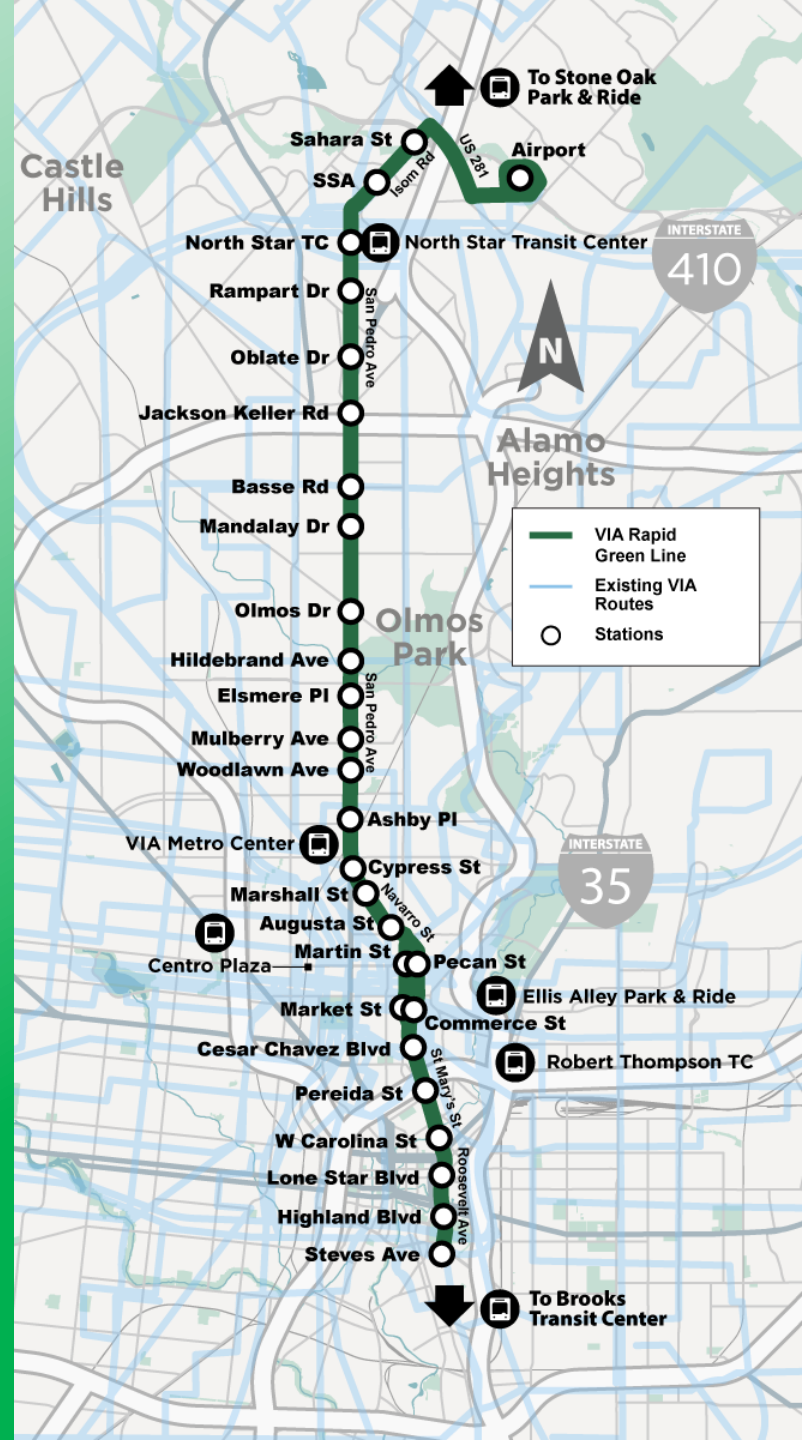 To Stone Oak
Park & Ride
Sahara St
US 281
Airport
Castle
Hills
SSA
Isom Rd
North Star TC
North Star Transit Center
INTERSTATE
410
Rampart Dr
San Pedro Ave
N
Oblate Dr
Jackson Keller Rd
Alamo
Heights
Basse Rd
Mandalay Dr
VIA Rapid
Green Line
Existing VIA
Routes
Stations
Olmos Dr
Olmos
Park
Hildebrand Ave
Elsmere Pl
San Pedro Ave
Mulberry Ave
Woodlawn Ave
Ashby Pl
VIA Metro Center
INTERSTATE
35
Cypress St
Marshall St
Navarro St
Augusta St
Martin St
Pecan St
Centro Plaza
Ellis Alley Park & Ride
Market St
Commerce St
Cesar Chavez Blvd
Robert Thompson TC
St Mary's St
Pereida St
W Carolina St
Lone Star Blvd
Roosevelt Ave
Highland Blvd
Steves Ave
To Brooks
Transit Center